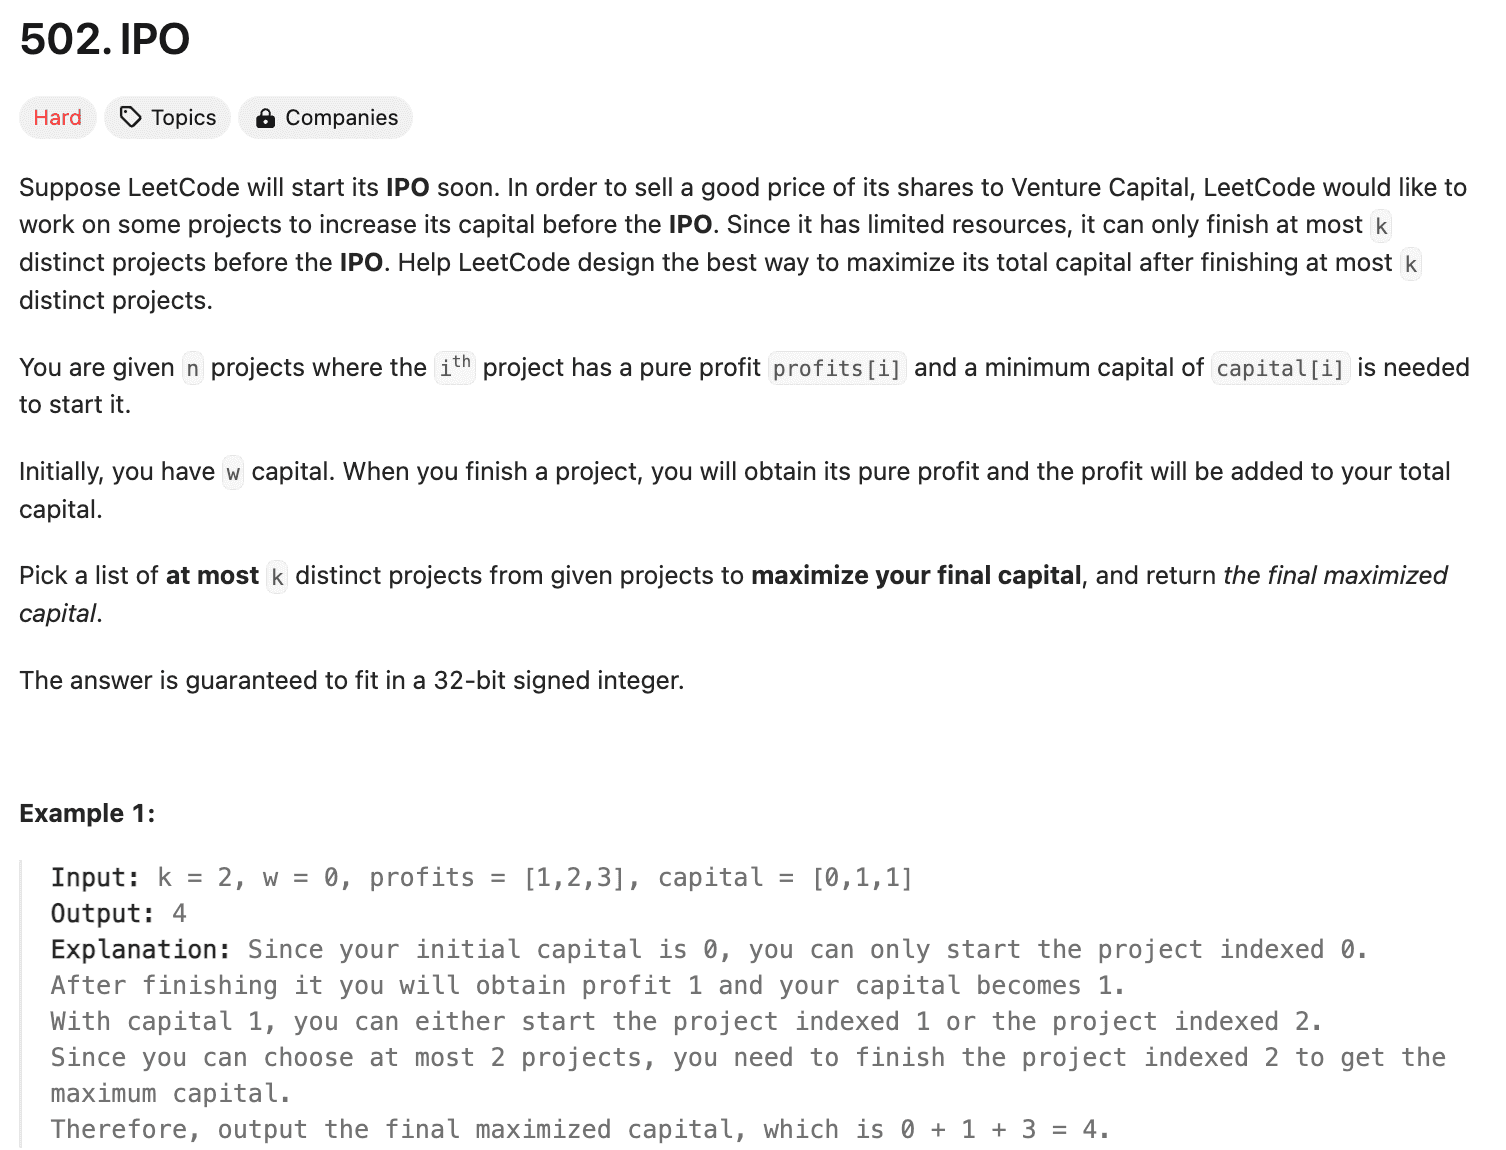 502. IPO
Hard Topics Companies
Suppose LeetCode will start its IPO soon. In order to sell a good price of its shares to Venture Capital, LeetCode would like to
work on some projects to increase its capital before the IPO. Since it has limited resources, it can only finish at most k
distinct projects before the IPO. Help LeetCode design the best way to maximize its total capital after finishing at most k
distinct projects.
You are given n projects where the ith project has a pure profit profits[i] and a minimum capital of capital[i] is needed
to start it.
Initially, you have w capital. When you finish a project, you will obtain its pure profit and the profit will be added to your total
capital.
Pick a list of at most k distinct projects from given projects to maximize your final capital, and return the final maximized
capital.
The answer is guaranteed to fit in a 32-bit signed integer.
Example 1:
Input: k = 2, w = 0, profits = [1,2,3], capital = [0,1,1]
Output: 4
Explanation: Since your initial capital is 0, you can only start the project indexed 0.
After finishing it you will obtain profit 1 and your capital becomes 1.
With capital 1, you can either start the project indexed 1 or the project indexed 2.
Since you can choose at most 2 projects, you need to finish the project indexed 2 to get the
maximum capital.
Therefore, output the final maximized capital, which is 0 + 1 + 3 = 4.